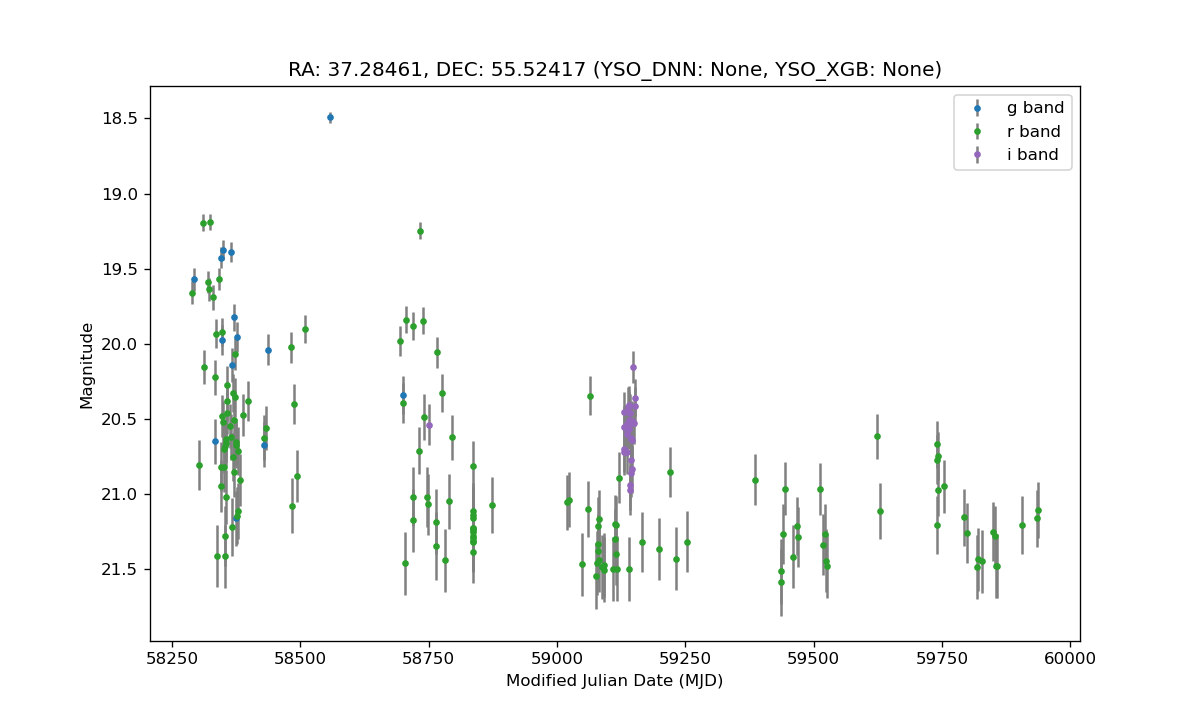 RA: 37.28461, DEC: 55.52417 (YSO_DNN: None, YSO_XGB: None)
g band
r band
i band
18.5
19.0
19.5
20.0
20.5
21.0
21.5
Magnitude
58250 58500 58750 59000 59250 59500 59750 60000
Modified Julian Date (MJD)